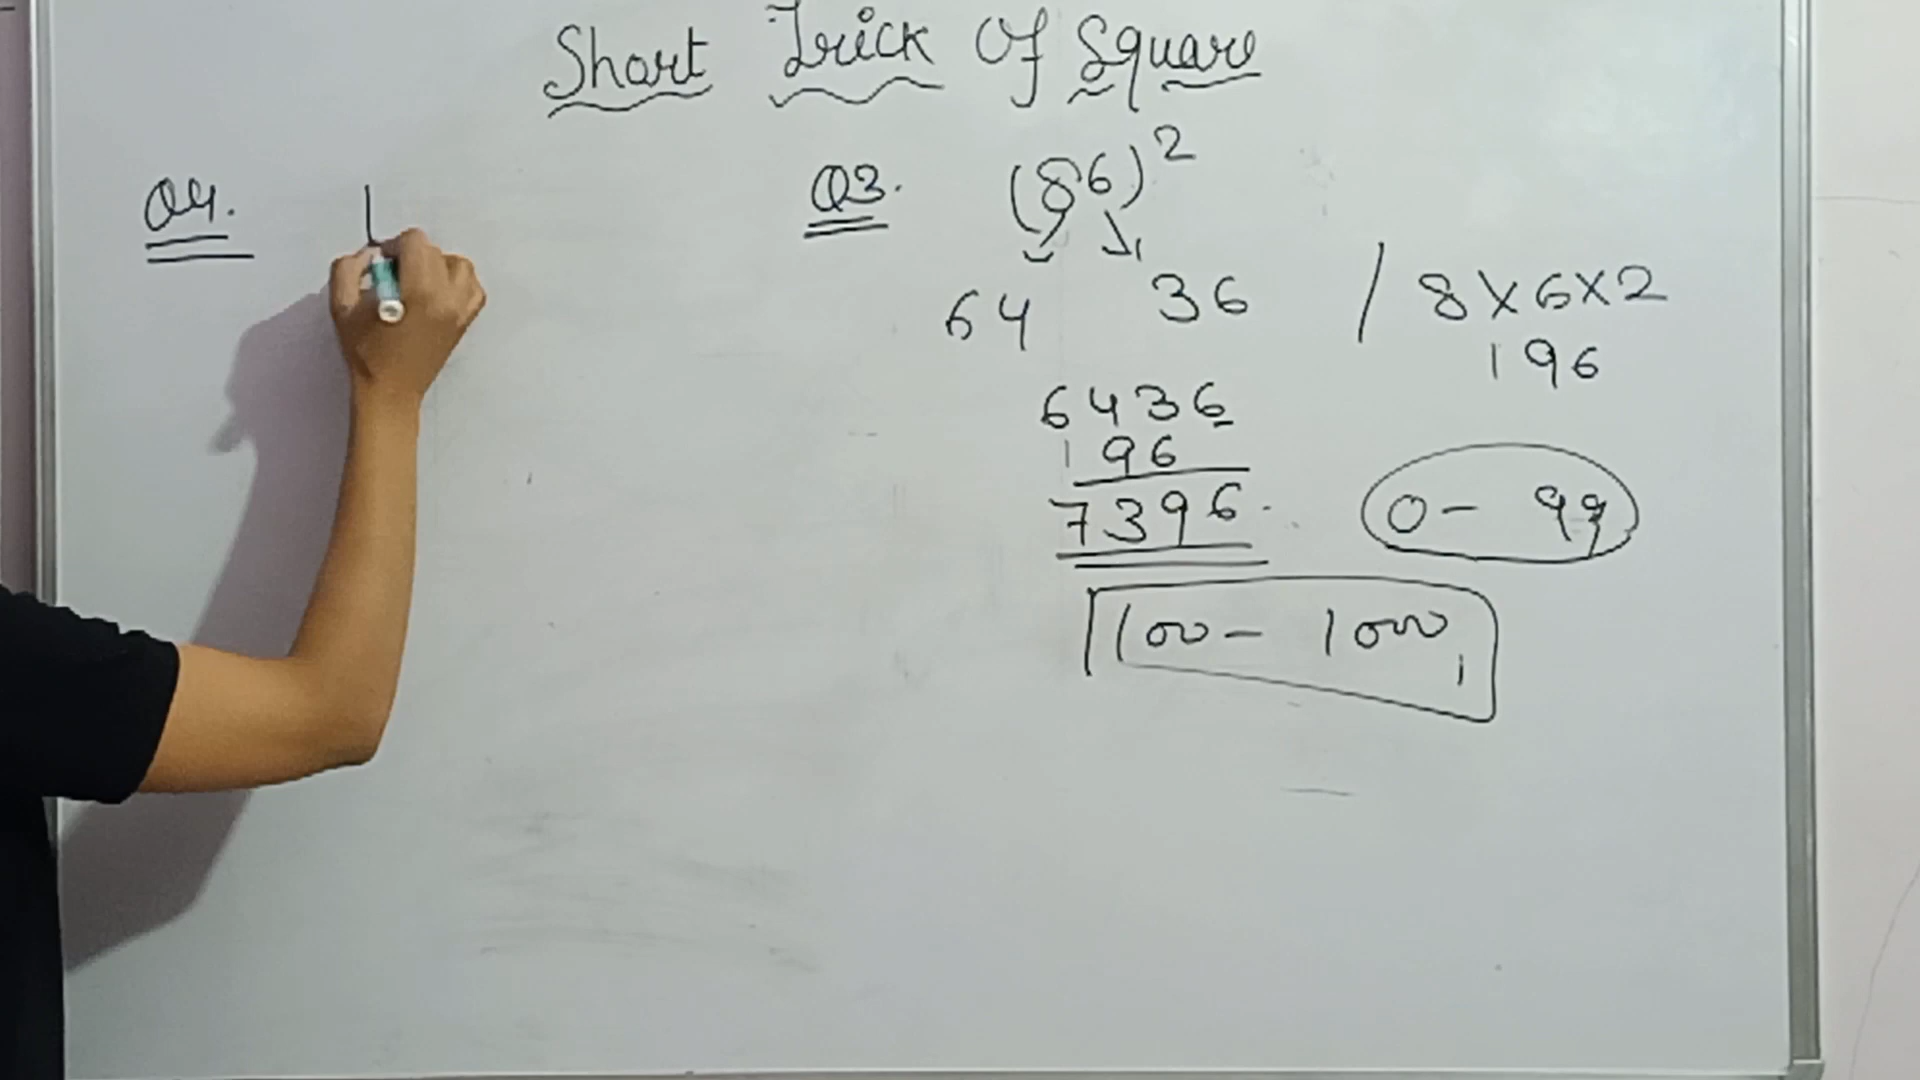 Short Trick Of Square
Q4. 1
Q3. (86)²
64 36 / 8×6×2
196
6436
196
7396.
0 - 99
100 - 1000,